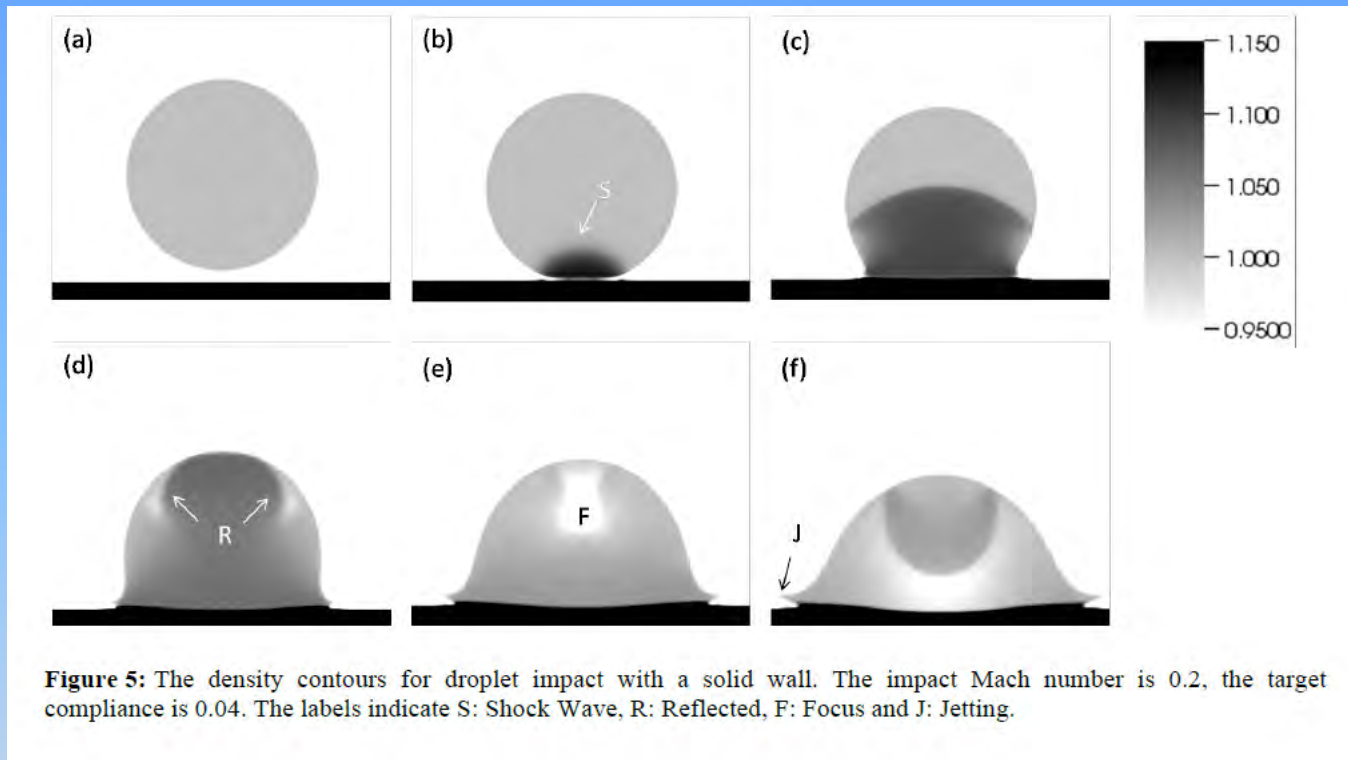 (a)
(b)
S
(c)
1.150
1.100
1.050
1.000
0.9500
(d)
R
(e)
F
(f)
J
Figure 5: The density contours for droplet impact with a solid wall. The impact Mach number is 0.2, the target
compliance is 0.04. The labels indicate S: Shock Wave, R: Reflected, F: Focus and J: Jetting.